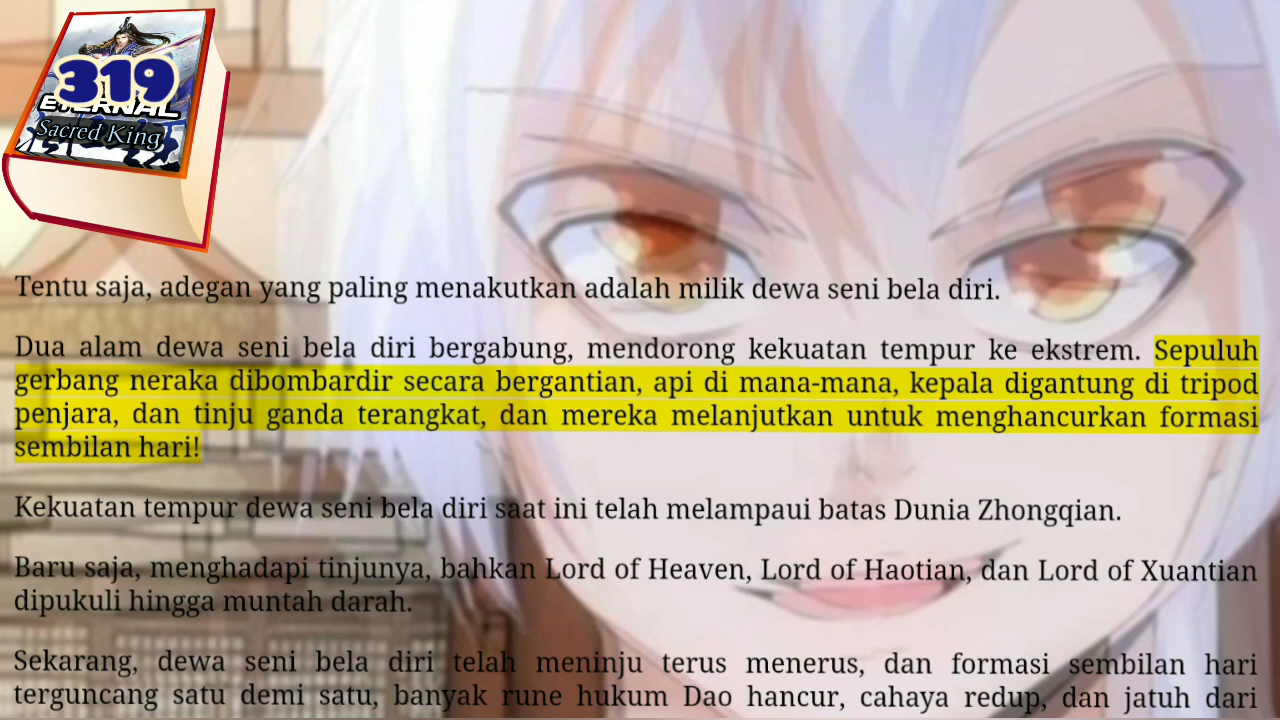 319
ETERNAL
Sacred King
Tentu saja, adegan yang paling menakutkan adalah milik dewa seni bela diri.
Dua alam dewa seni bela diri bergabung, mendorong kekuatan tempur ke ekstrem. Sepuluh
gerbang neraka dibombardir secara bergantian, api di mana-mana, kepala digantung di tripod
penjara, dan tinju ganda terangkat, dan mereka melanjutkan untuk menghancurkan formasi
sembilan hari!
Kekuatan tempur dewa seni bela diri saat ini telah melampaui batas Dunia Zhongqian.
Baru saja, menghadapi tinjunya, bahkan Lord of Heaven, Lord of Haotian, dan Lord of Xuantian
dipukuli hingga muntah darah.
Sekarang, dewa seni bela diri telah meninju terus menerus, dan formasi sembilan hari
terguncang satu demi satu, banyak rune hukum Dao hancur, cahaya redup, dan jatuh dari